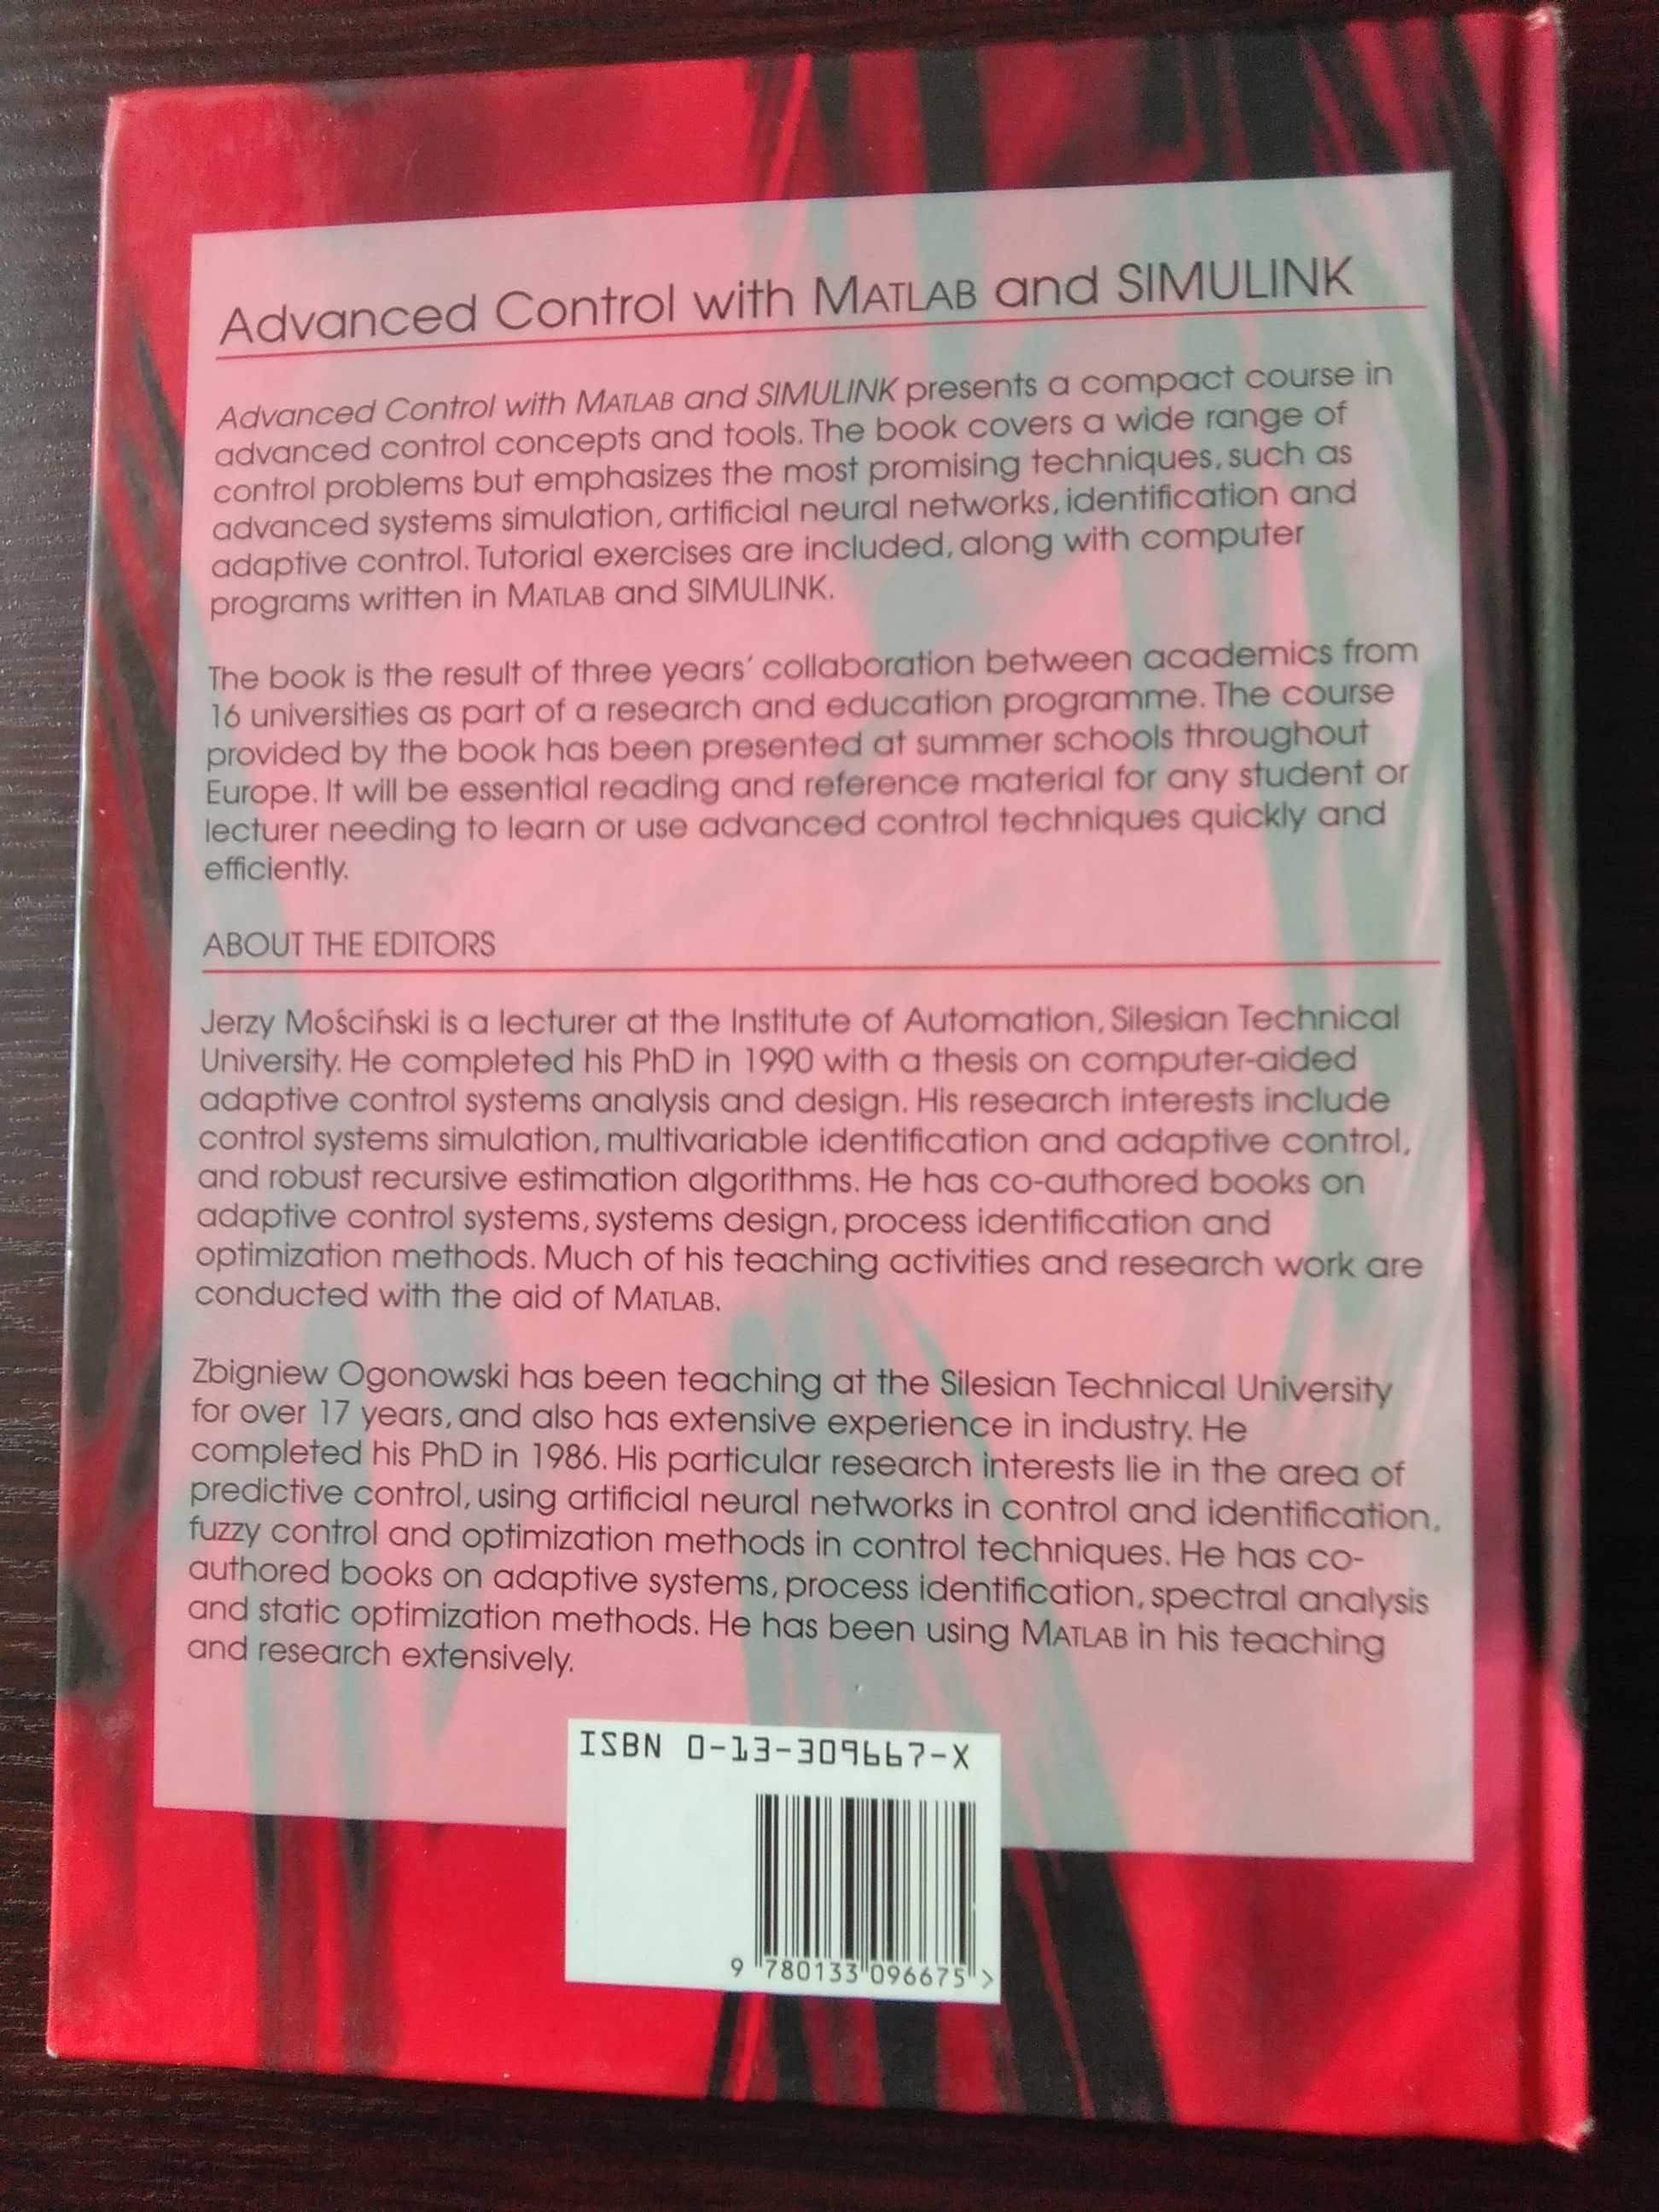 Advanced Control with MATLAB and SIMULINK
Advanced Control with MATLAB and SIMULINK presents a compact course in
advanced control concepts and tools. The book covers a wide range of
control problems but emphasizes the most promising techniques, such as
advanced systems simulation, artificial neural networks, identification and
adaptive control. Tutorial exercises are included, along with computer
programs written in MATLAB and SIMULINK.
The book is the result of three years' collaboration between academics from
16 universities as part of a research and education programme. The course
provided by the book has been presented at summer schools throughout
Europe. It will be essential reading and reference material for any student or
lecturer needing to learn or use advanced control techniques quickly and
efficiently.
ABOUT THE EDITORS
Jerzy Mościński is a lecturer at the Institute of Automation, Silesian Technical
University. He completed his PhD in 1990 with a thesis on computer-aided
adaptive control systems analysis and design. His research interests include
control systems simulation, multivariable identification and adaptive control,
and robust recursive estimation algorithms. He has co-authored books on
adaptive control systems, systems design, process identification and
optimization methods. Much of his teaching activities and research work are
conducted with the aid of MATLAB.
Zbigniew Ogonowski has been teaching at the Silesian Technical University
for over 17 years, and also has extensive experience in industry. He
completed his PhD in 1986. His particular research interests lie in the area of
predictive control, using artificial neural networks in control and identification,
fuzzy control and optimization methods in control techniques. He has co-
authored books on adaptive systems, process identification, spectral analysis
and static optimization methods. He has been using MATLAB in his teaching
and research extensively.
ISBN 0-13-309667-X
9 780133 096675 >